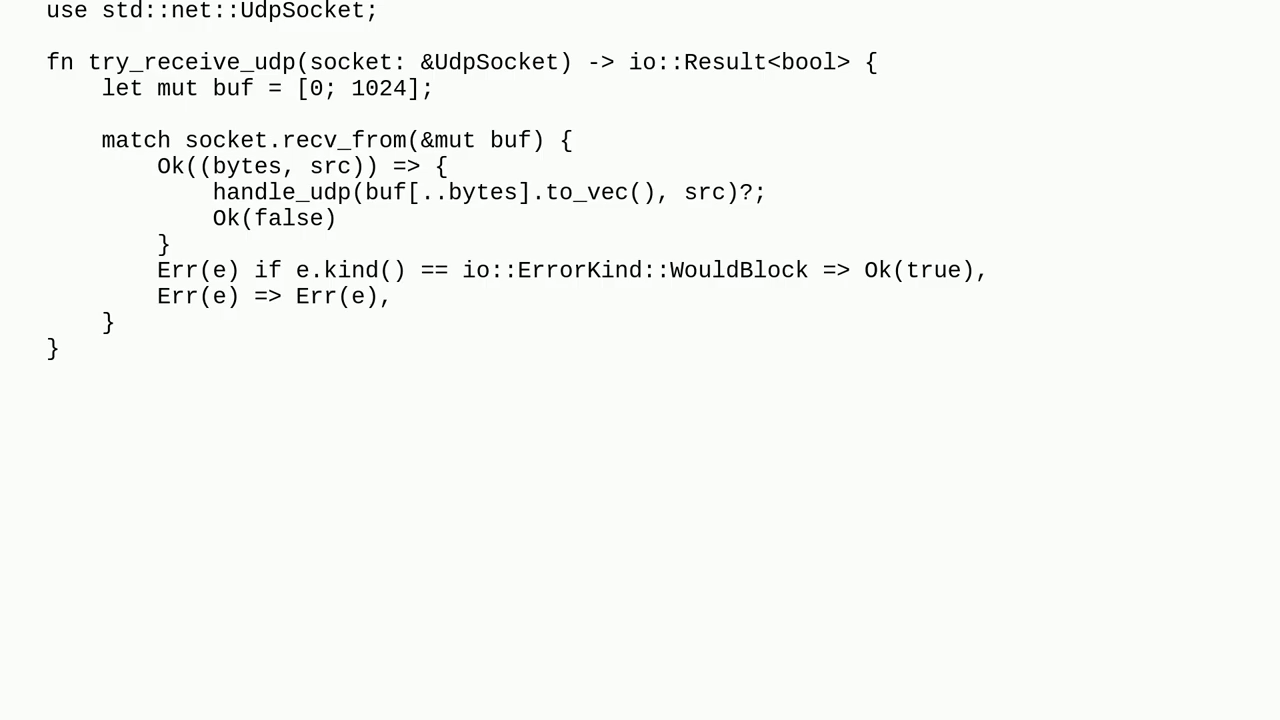 use std::net::UdpSocket;

fn try_receive_udp(socket: &UdpSocket) -> io::Result<bool> {
    let mut buf = [0; 1024];

    match socket.recv_from(&mut buf) {
        Ok((bytes, src)) => {
            handle_udp(buf[..bytes].to_vec(), src)?;
            Ok(false)
        }
        Err(e) if e.kind() == io::ErrorKind::WouldBlock => Ok(true),
        Err(e) => Err(e),
    }
}